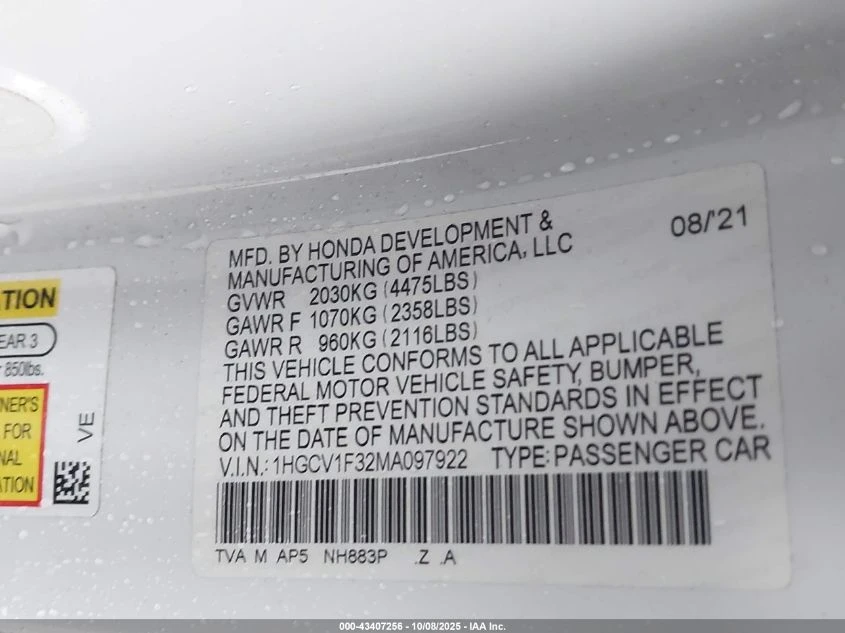 MFD. BY HONDA DEVELOPMENT &
MANUFACTURING OF AMERICA, LLC
08/'21
GVWR 2030KG (4475LBS)
GAWR F 1070KG (2358LBS)
GAWR R 960KG (2116LBS)
THIS VEHICLE CONFORMS TO ALL APPLICABLE
FEDERAL MOTOR VEHICLE SAFETY, BUMPER,
AND THEFT PREVENTION STANDARDS IN EFFECT
ON THE DATE OF MANUFACTURE SHOWN ABOVE.
V.I.N.: 1HGCV1F32MA097922 TYPE: PASSENGER CAR
TVA M AP5 NH883P .Z .A
TION
EAR 3
850lbs.
NER'S
FOR
NAL
ATION
VE
000-43407256 - 10/08/2025 - IAA Inc.